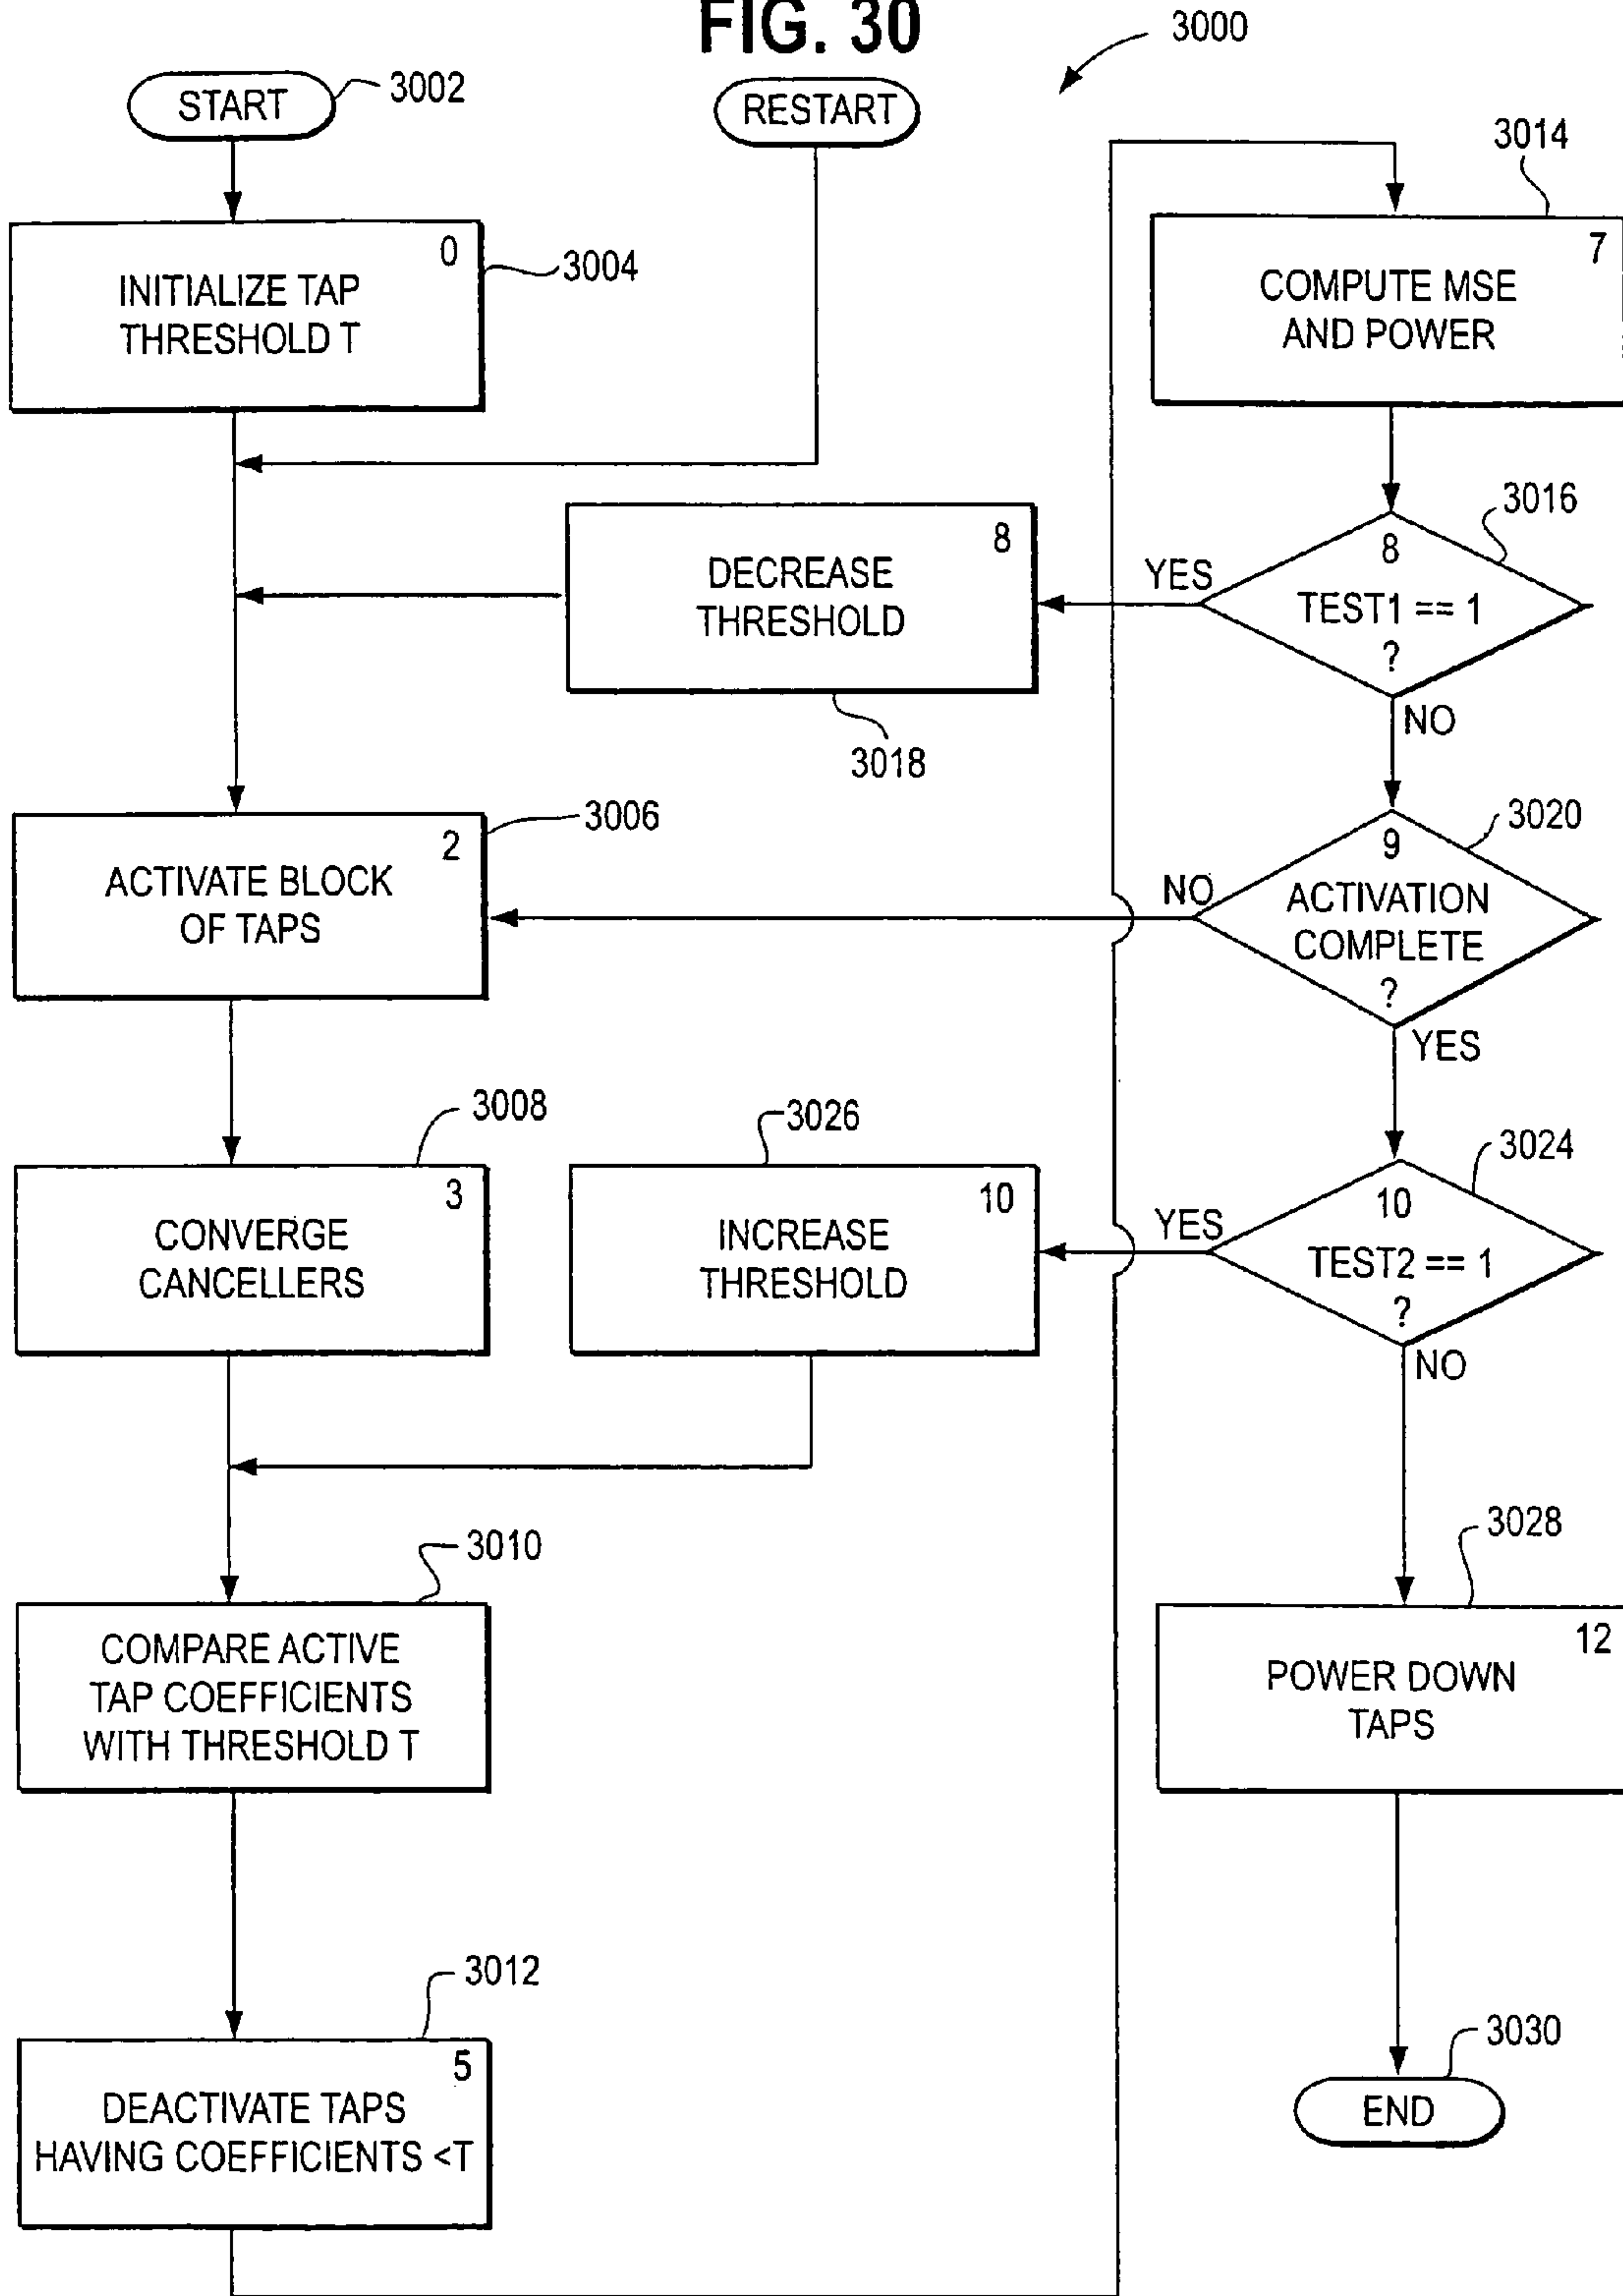 FIG. 30
3000
START
3002
RESTART
3014
0
INITIALIZE TAP
THRESHOLD T
3004
7
COMPUTE MSE
AND POWER
3016
8
TEST1 == 1
?
YES
NO
8
DECREASE
THRESHOLD
3018
2
ACTIVATE BLOCK
OF TAPS
3006
3020
9
ACTIVATION
COMPLETE
?
NO
YES
3008
3
CONVERGE
CANCELLERS
3026
10
INCREASE
THRESHOLD
3024
10
TEST2 == 1
?
YES
NO
3010
COMPARE ACTIVE
TAP COEFFICIENTS
WITH THRESHOLD T
3028
12
POWER DOWN
TAPS
3012
5
DEACTIVATE TAPS
HAVING COEFFICIENTS <T
3030
END